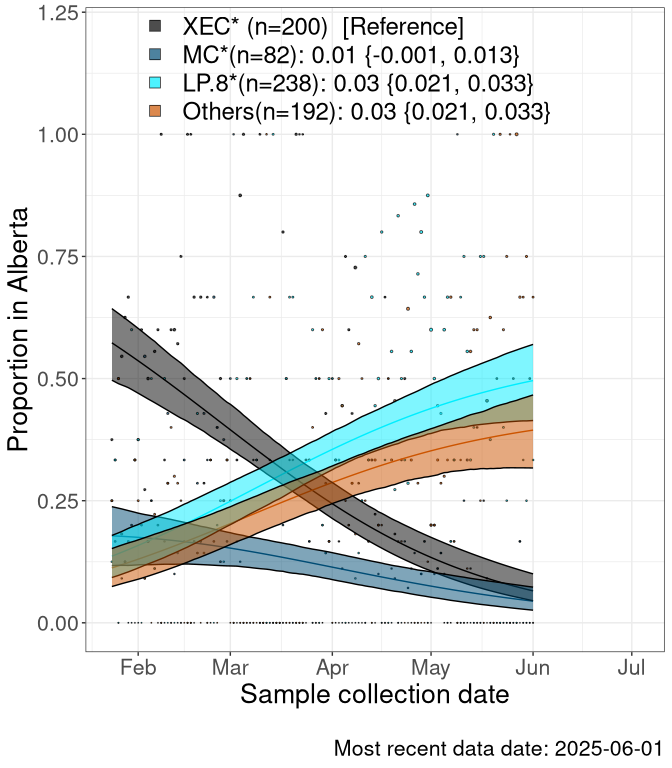 1.25
XEC* (n=200) [Reference]
MC*(n=82): 0.01 {-0.001, 0.013}
LP.8*(n=238): 0.03 {0.021, 0.033}
Others(n=192): 0.03 {0.021, 0.033}
1.00
0.75
0.50
0.25
0.00
Proportion in Alberta
Feb Mar Apr May Jun Jul
Sample collection date
Most recent data date: 2025-06-01